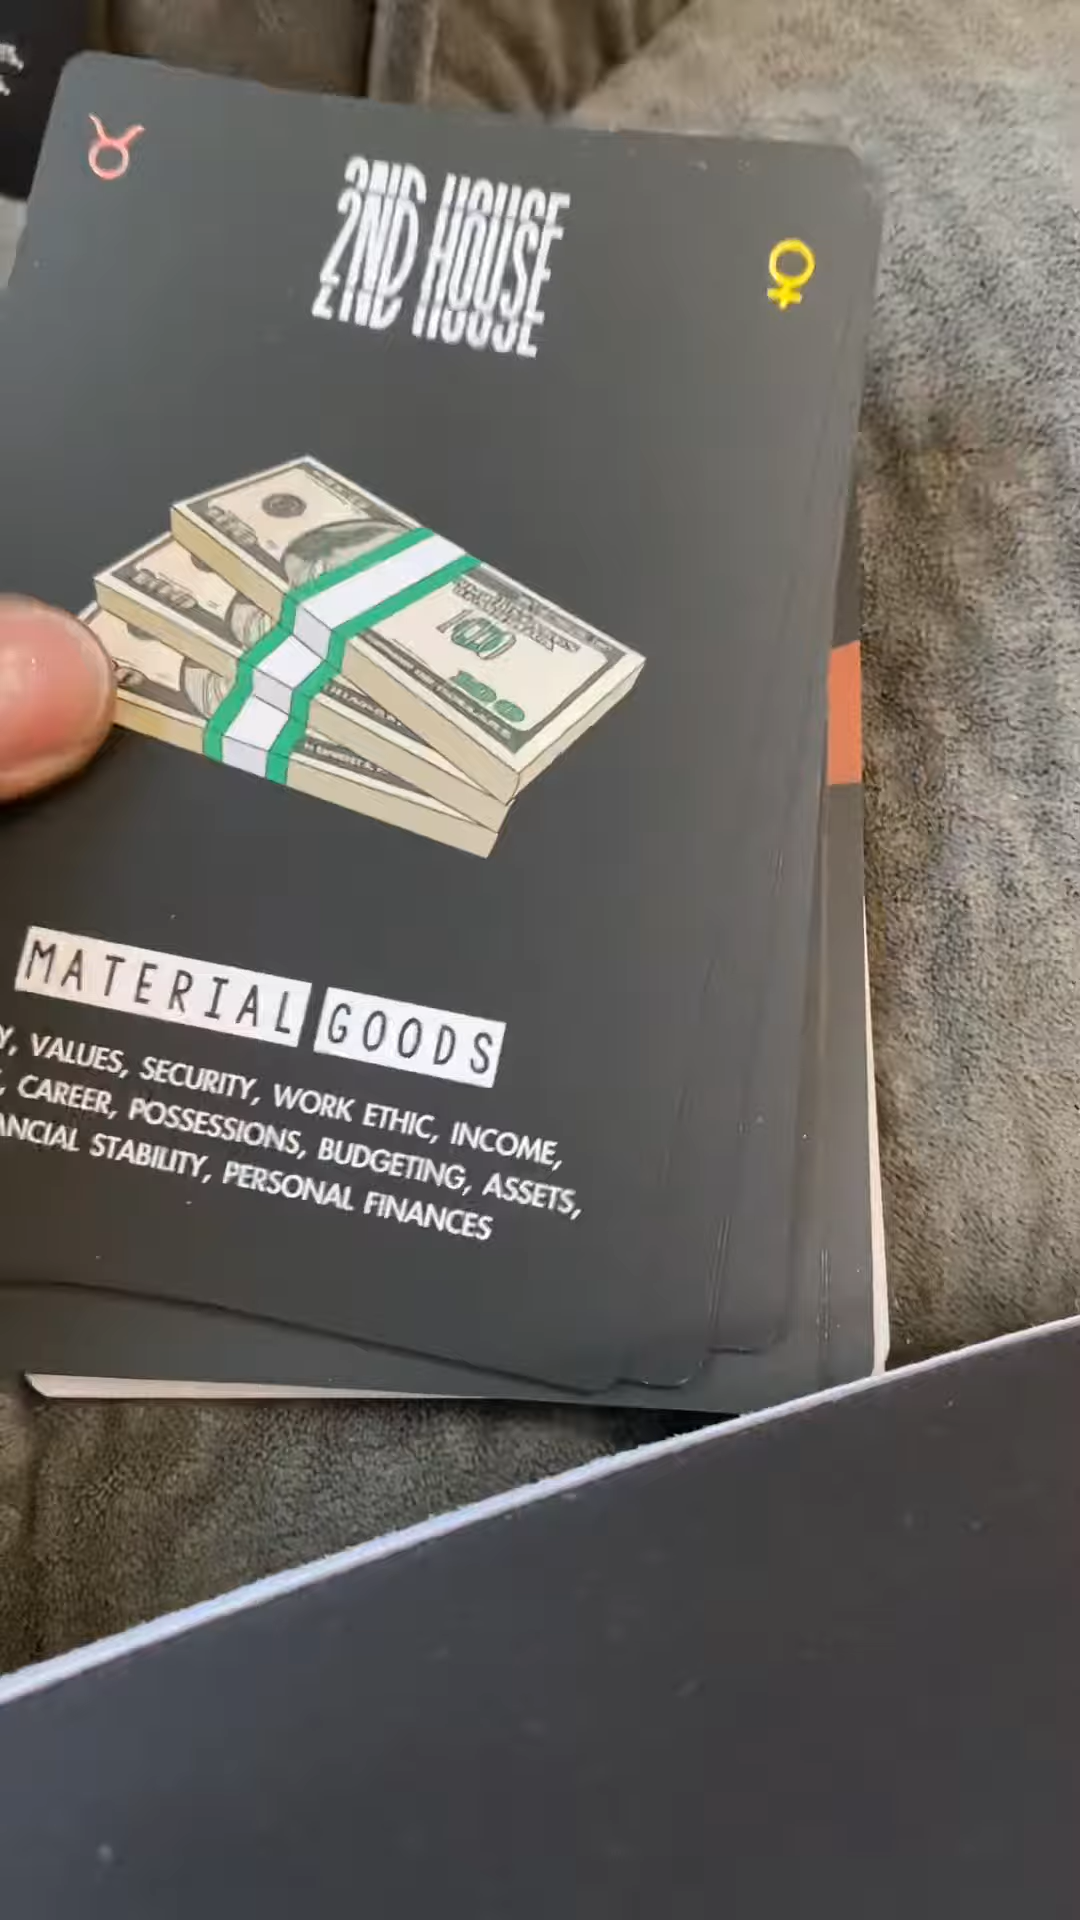 2ND HOUSE
MATERIAL GOODS
VALUES, SECURITY, WORK ETHIC, INCOME,
CAREER, POSSESSIONS, BUDGETING, ASSETS,
STABILITY, PERSONAL FINANCES